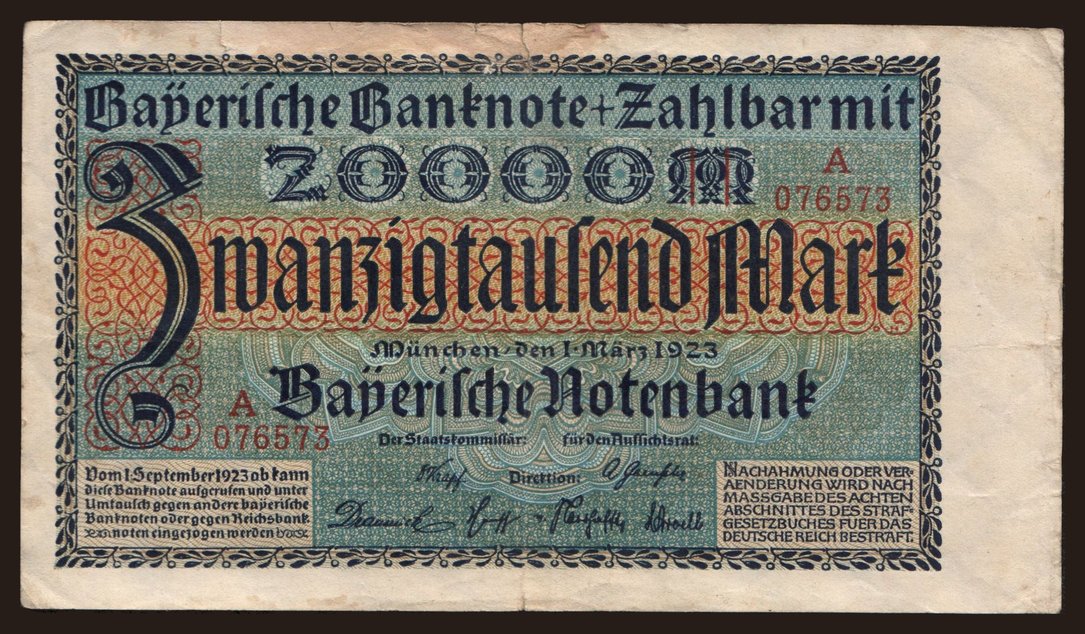 Bayerische Banknote + Zahlbar mit
20000 M
A
076573
Zwanzigtausend Mark
München · den 1 · März 1923
Bayerische Notenbank
A
076573
Der Staatskommissär: für den Aufsichtsrat:
Direktion:
Vom 1. September 1923 ab kann
diese Banknote aufgerufen und unter
Umtausch gegen andere bayerische
Banknoten oder gegen Reichsbank
noten eingezogen werden
NACHAHMUNG ODER VER-
AENDERUNG WIRD NACH
MASSGABE DES ACHTEN
ABSCHNITTES DES STRAF-
GESETZBUCHES FUER DAS
DEUTSCHE REICH BESTRAFT.